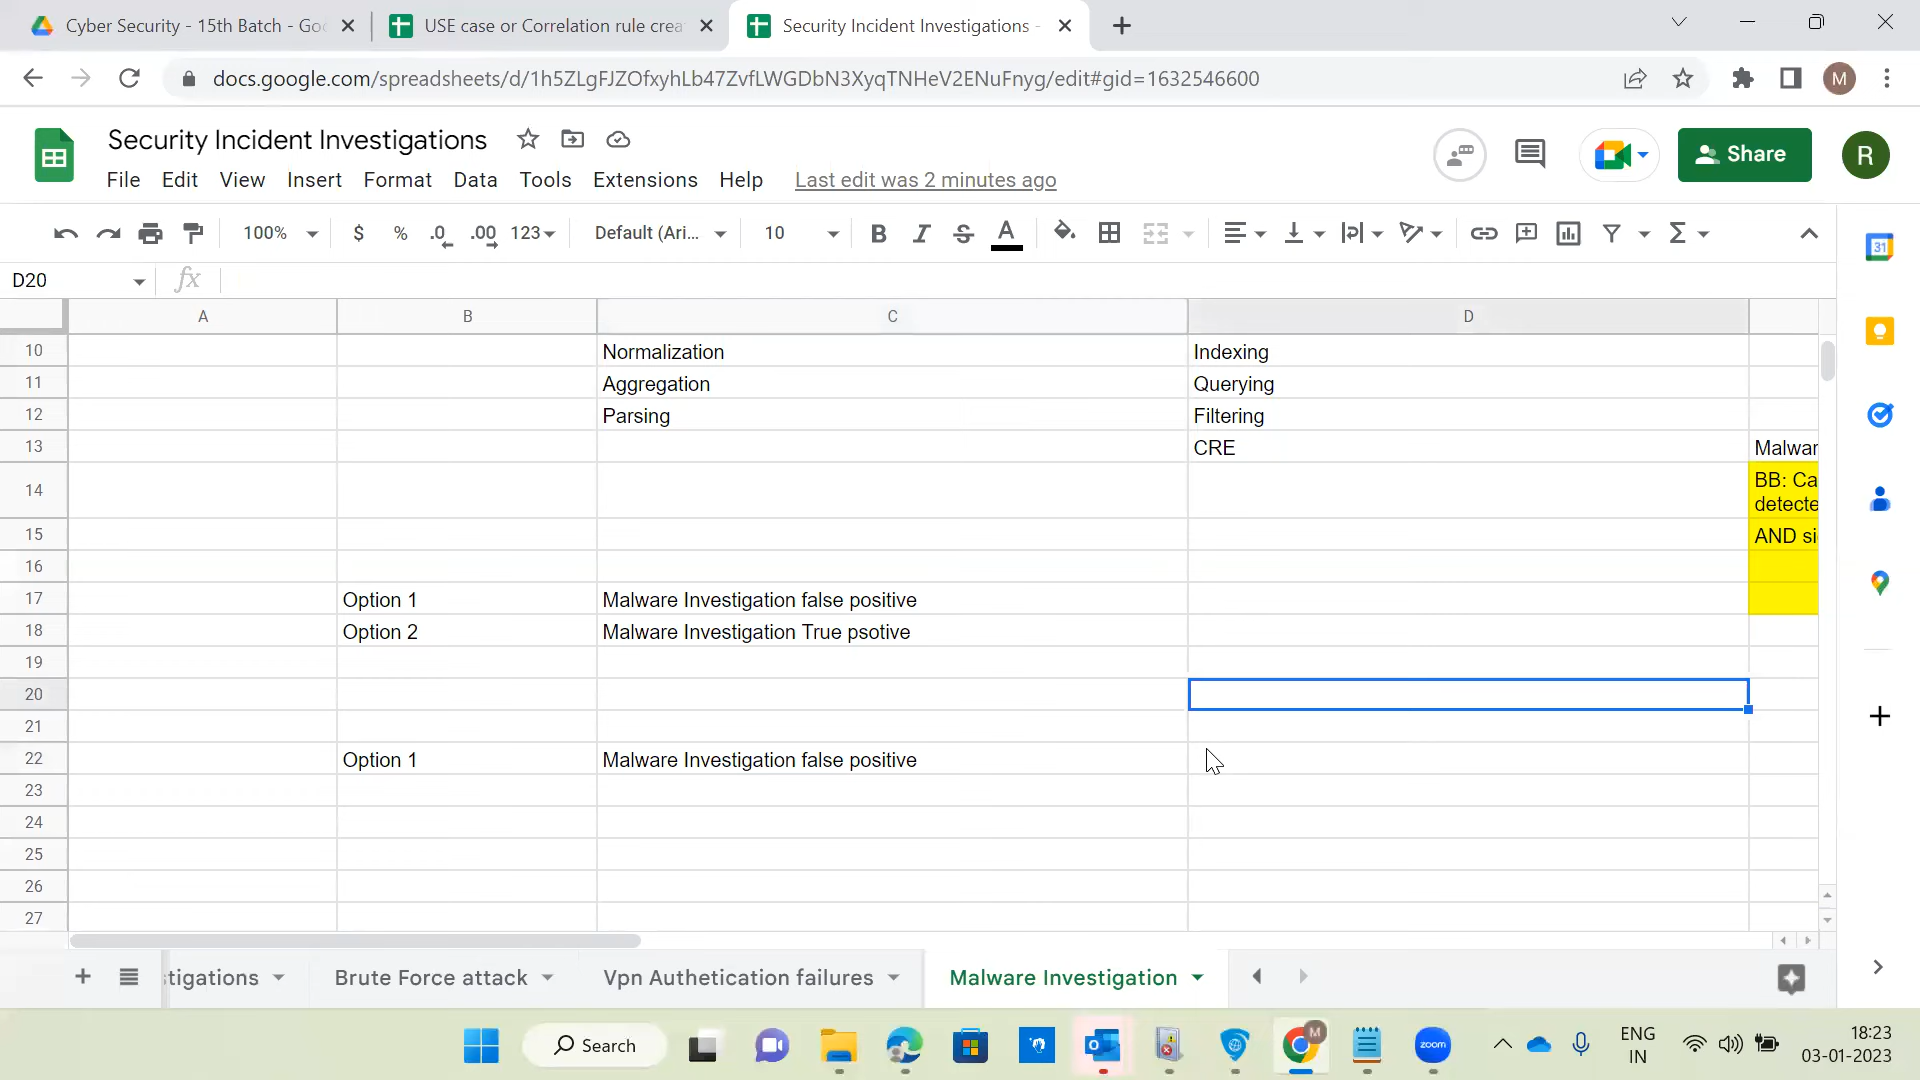 Cyber Security - 15th Batch - Go
USE case or Correlation rule crea
Security Incident Investigations -
docs.google.com/spreadsheets/d/1h5ZLgFJZOfxyhLb47ZvfLWGDbN3XyqTNHeV2ENuFnyg/edit#gid=1632546600
M
Security Incident Investigations
Share
R
File Edit View Insert Format Data Tools Extensions Help Last edit was 2 minutes ago
100% $ % .0 .00 123 Default (Ari... 10 B I S A Σ
31
D20 fx
A B C D
10 Normalization Indexing
11 Aggregation Querying
12 Parsing Filtering
13 CRE Malwar
14 BB: Ca
detecte
15 AND si
16
17 Option 1 Malware Investigation false positive
18 Option 2 Malware Investigation True psotive
19
20
21
22 Option 1 Malware Investigation false positive
23
24
25
26
27
tigations Brute Force attack Vpn Authetication failures Malware Investigation
Search
M
zoom
ENG
IN
18:23
03-01-2023